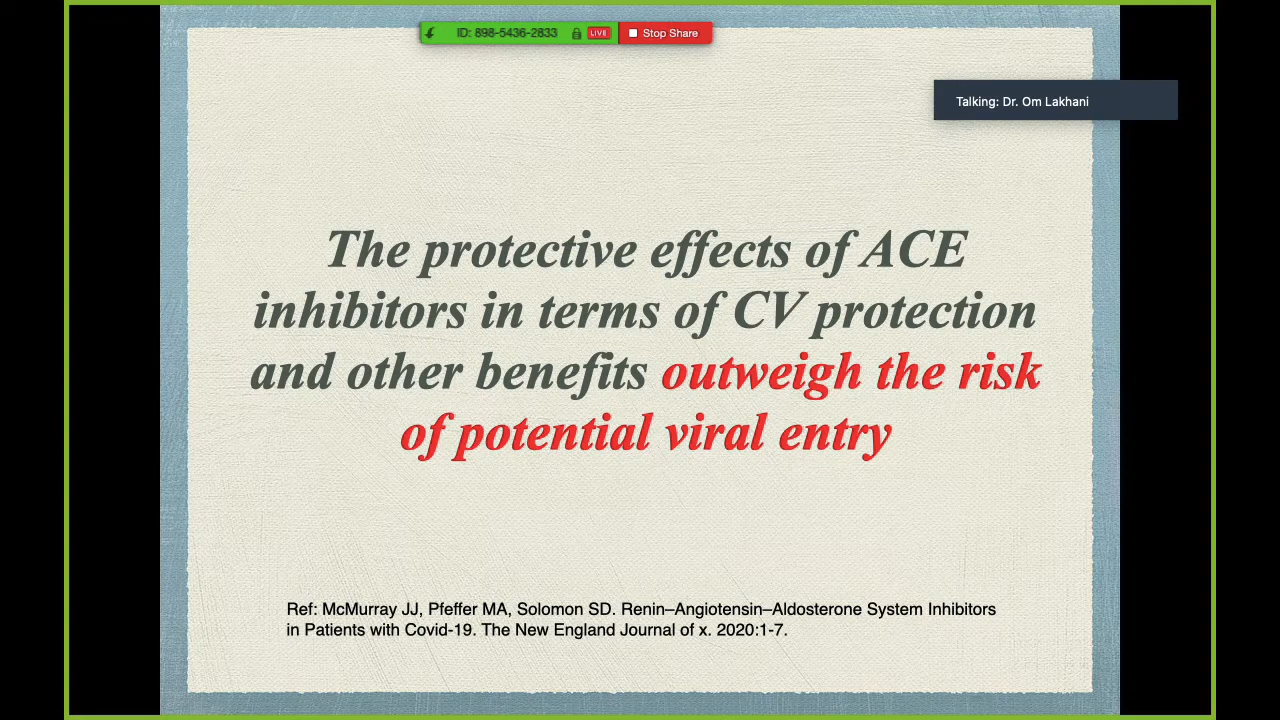 ID: 898-5436-2833 LIVE Stop Share
Talking: Dr. Om Lakhani
The protective effects of ACE
inhibitors in terms of CV protection
and other benefits outweigh the risk
of potential viral entry
Ref: McMurray JJ, Pfeffer MA, Solomon SD. Renin–Angiotensin–Aldosterone System Inhibitors
in Patients with Covid-19. The New England Journal of x. 2020:1-7.